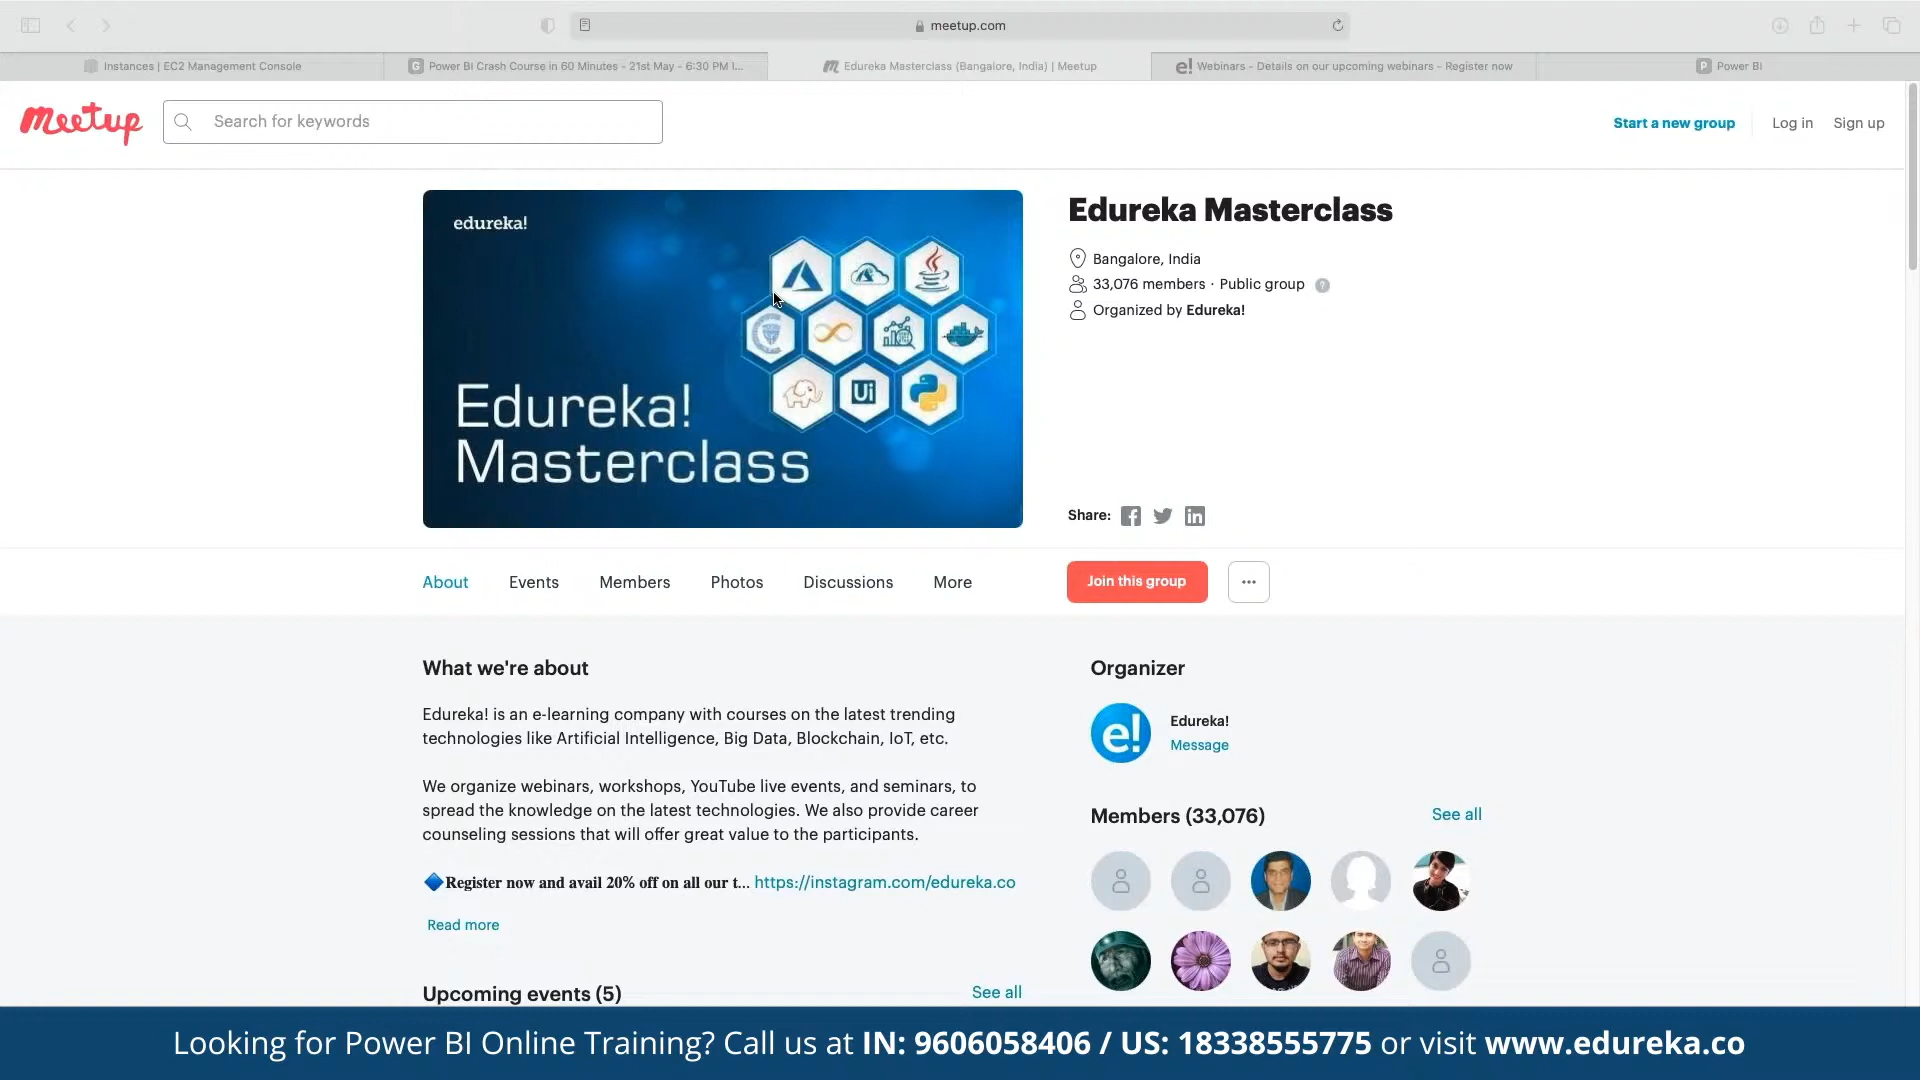 meetup.com
Instances | EC2 Management Console
Power BI Crash Course in 60 Minutes - 21st May - 6:30 PM I...
Edureka Masterclass (Bangalore, India) | Meetup
Webinars - Details on our upcoming webinars - Register now
Power BI
meetup
Search for keywords
Start a new group
Log in
Sign up
edureka!
Ui
Edureka!
Masterclass
Edureka Masterclass
Bangalore, India
33,076 members · Public group
Organized by Edureka!
Share:
About
Events
Members
Photos
Discussions
More
Join this group
What we're about
Edureka! is an e-learning company with courses on the latest trending
technologies like Artificial Intelligence, Big Data, Blockchain, IoT, etc.
We organize webinars, workshops, YouTube live events, and seminars, to
spread the knowledge on the latest technologies. We also provide career
counseling sessions that will offer great value to the participants.
🔷Register now and avail 20% off on all our t... https://instagram.com/edureka.co
Read more
Upcoming events (5)
See all
Organizer
e!
Edureka!
Message
Members (33,076)
See all
Looking for Power BI Online Training? Call us at IN: 9606058406 / US: 18338555775 or visit www.edureka.co